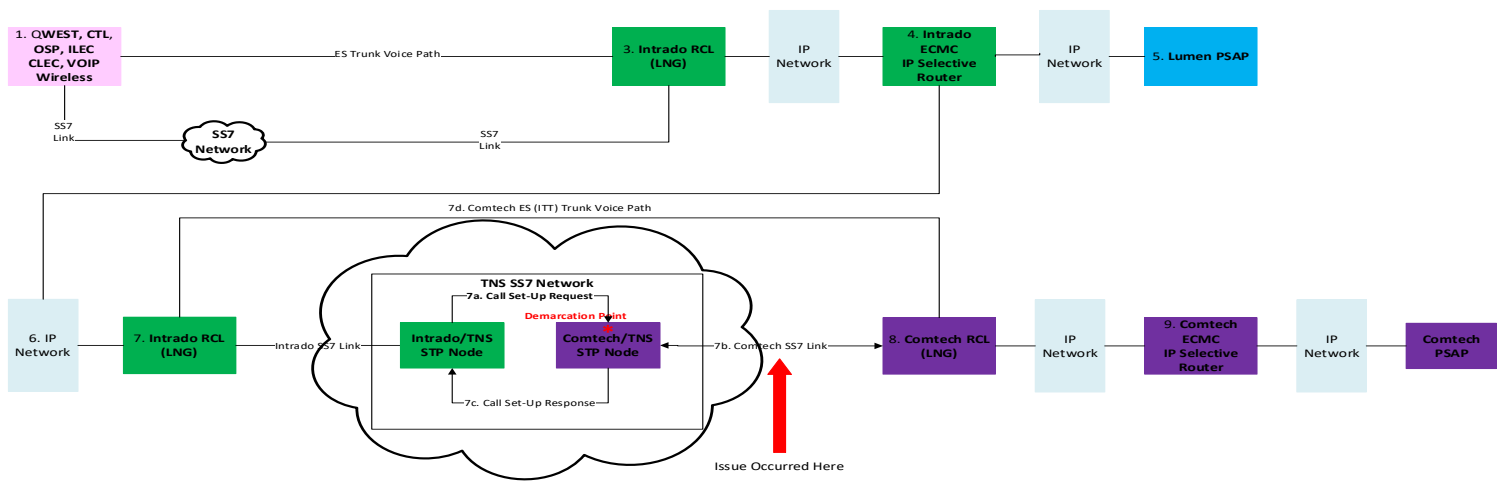 1. QWEST, CTL,
OSP, ILEC
CLEC, VOIP
Wireless
ES Trunk Voice Path
3. Intrado RCL
(LNG)
IP
Network
4. Intrado
ECMC
IP Selective
Router
IP
Network
5. Lumen PSAP
SS7
Link
SS7
Network
SS7
Link
7d. Comtech ES (ITT) Trunk Voice Path
TNS SS7 Network
7a. Call Set-Up Request
Demarcation Point
6. IP
Network
7. Intrado RCL
(LNG)
Intrado SS7 Link
Intrado/TNS
STP Node
Comtech/TNS
STP Node
7b. Comtech SS7 Link
8. Comtech RCL
(LNG)
IP
Network
9. Comtech
ECMC
IP Selective
Router
IP
Network
Comtech
PSAP
7c. Call Set-Up Response
Issue Occurred Here